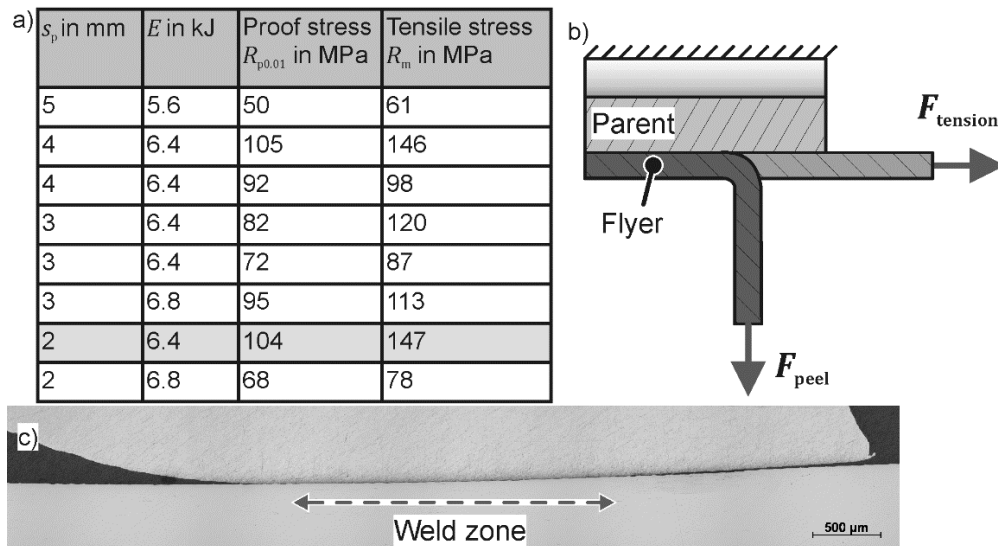 a)
s_p in mm E in kJ Proof stress R_p0.01 in MPa Tensile stress R_m in MPa
5 5.6 50 61
4 6.4 105 146
4 6.4 92 98
3 6.4 82 120
3 6.4 72 87
3 6.8 95 113
2 6.4 104 147
2 6.8 68 78
b)
Parent
F_tension
Flyer
F_peel
c)
Weld zone
500 µm